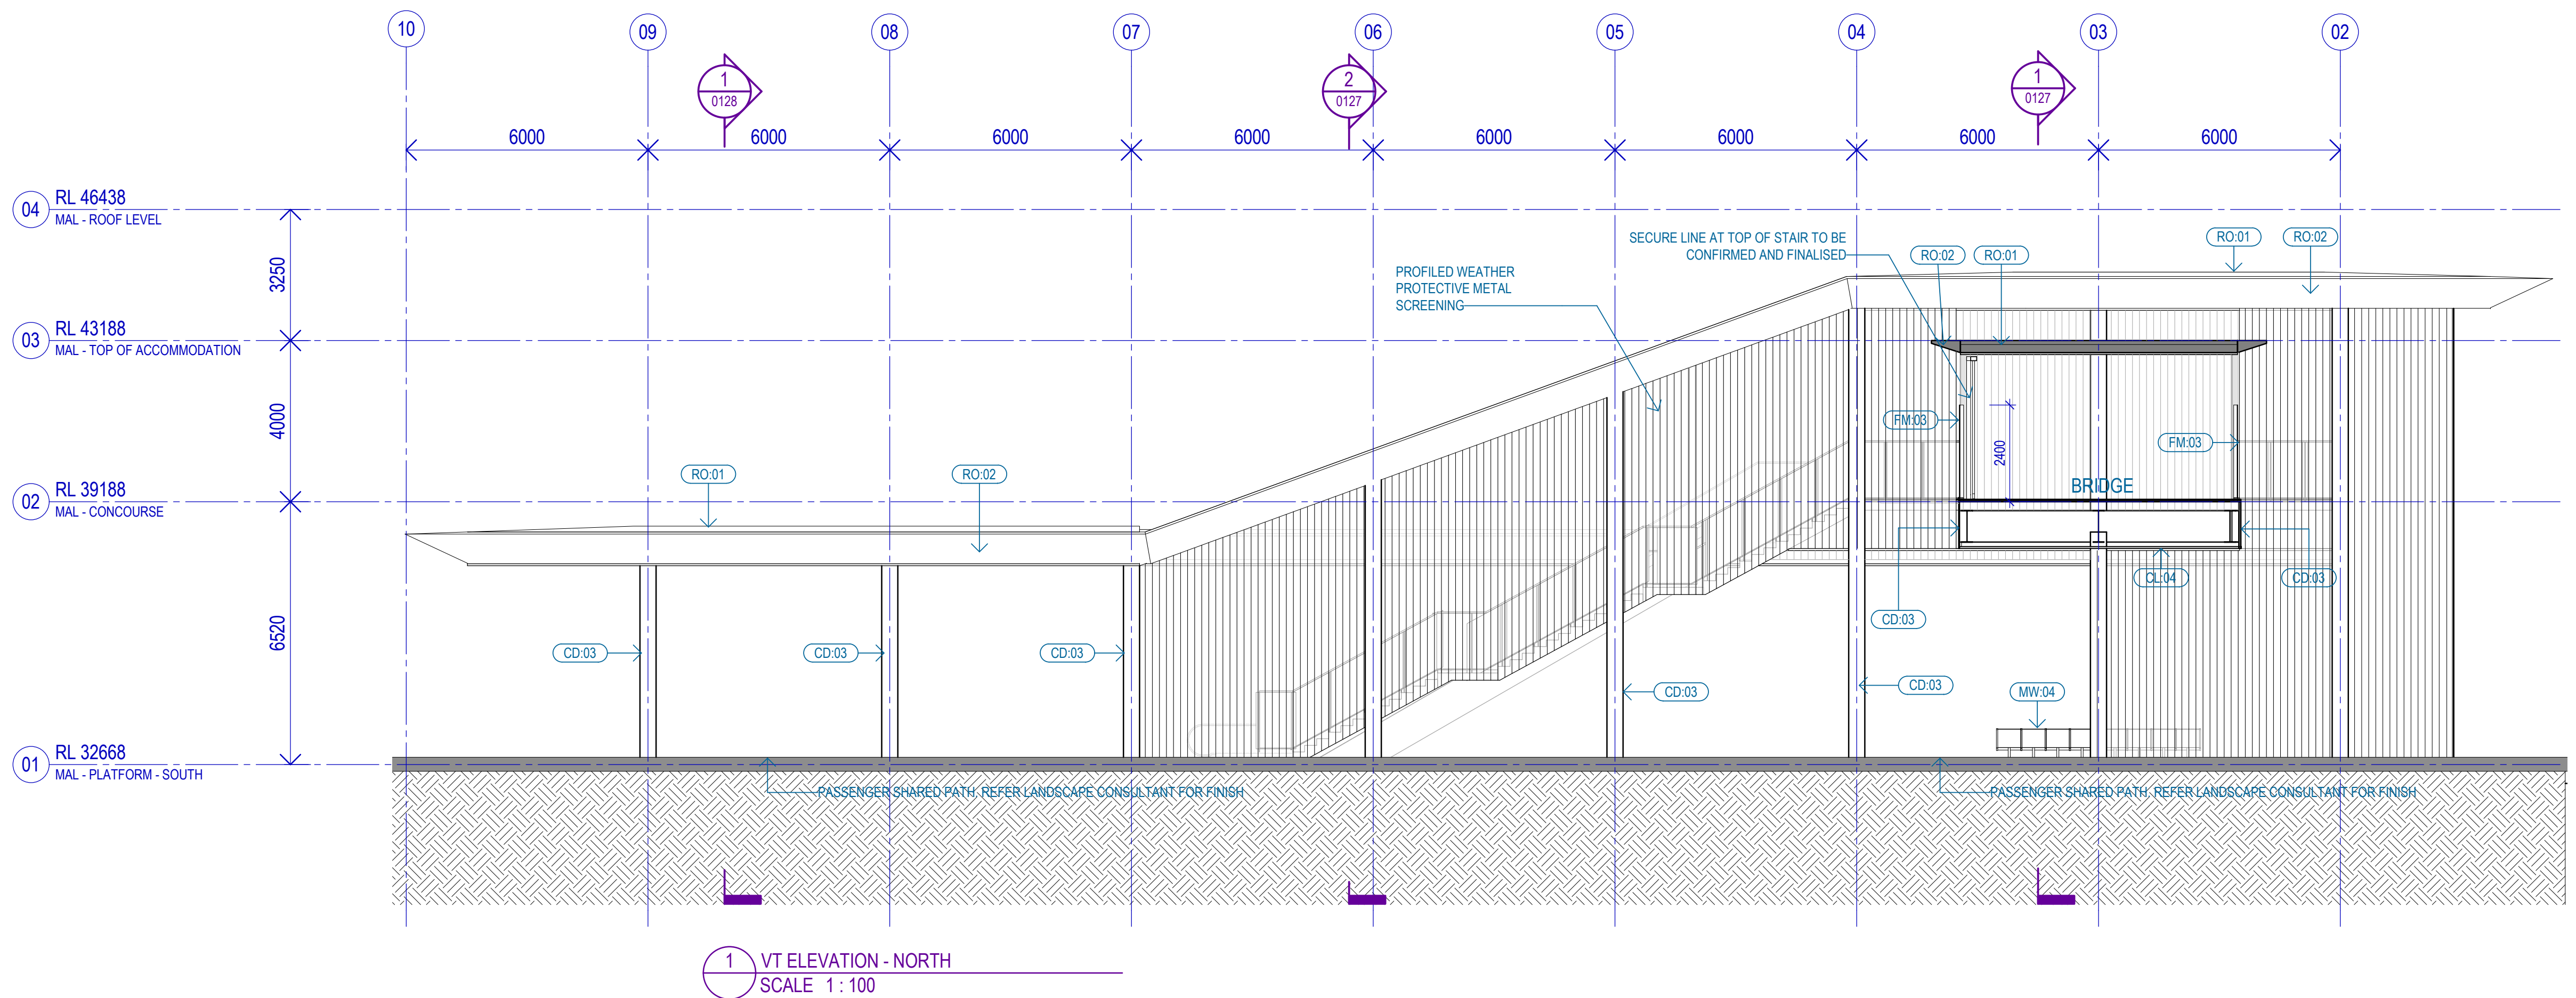 10
09
08
07
06
05
04
03
02
1
0128
2
0127
1
0127
6000
6000
6000
6000
6000
6000
6000
6000
04
RL 46438
MAL - ROOF LEVEL
3250
SECURE LINE AT TOP OF STAIR TO BE
CONFIRMED AND FINALISED
RO:02
RO:01
RO:01
RO:02
PROFILED WEATHER
PROTECTIVE METAL
SCREENING
03
RL 43188
MAL - TOP OF ACCOMMODATION
4000
FM:03
2400
FM:03
RO:01
RO:02
BRIDGE
02
RL 39188
MAL - CONCOURSE
CL:04
CD:03
CD:03
6520
CD:03
CD:03
CD:03
CD:03
CD:03
MW:04
01
RL 32668
MAL - PLATFORM - SOUTH
PASSENGER SHARED PATH, REFER LANDSCAPE CONSULTANT FOR FINISH
PASSENGER SHARED PATH, REFER LANDSCAPE CONSULTANT FOR FINISH
1
VT ELEVATION - NORTH
SCALE 1 : 100